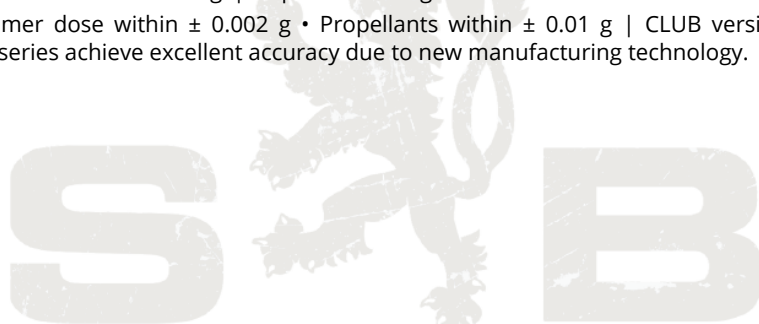 mer dose within ± 0.002 g • Propellants within ± 0.01 g | CLUB versi
series achieve excellent accuracy due to new manufacturing technology.
S B